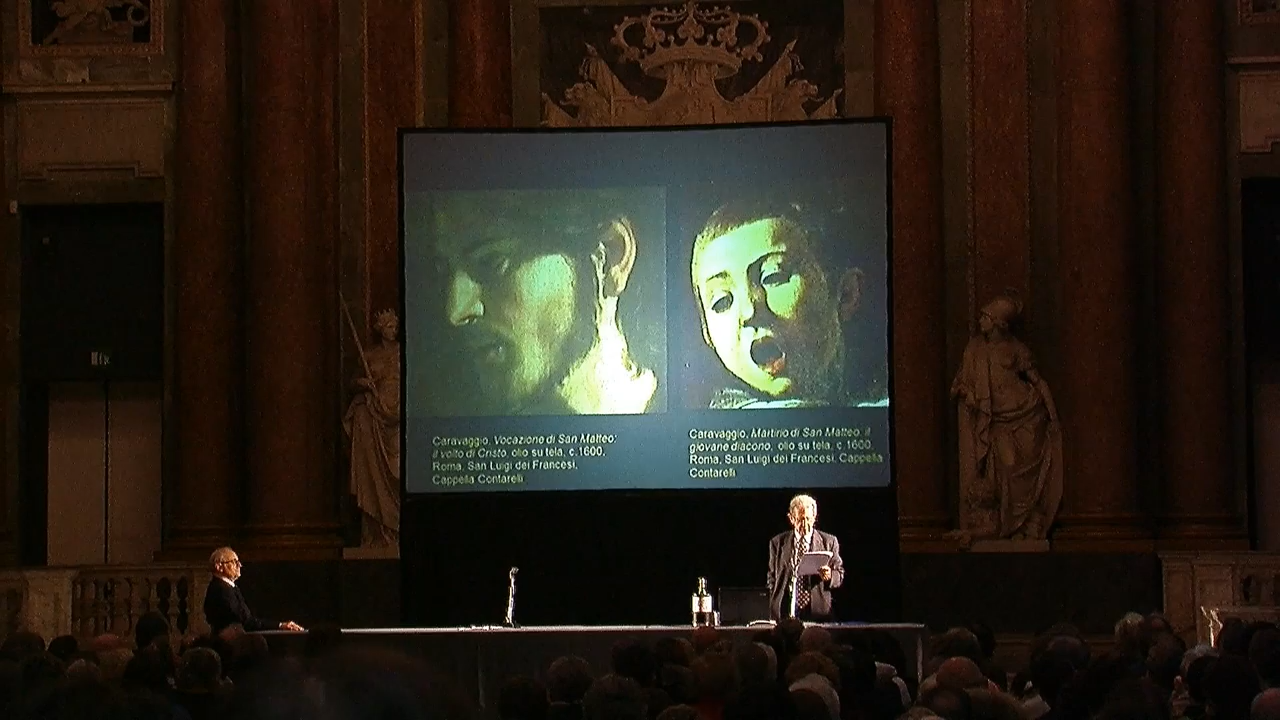 Caravaggio, Vocazione di San Matteo:
il volto di Cristo, olio su tela, c.1600,
Roma, San Luigi dei Francesi,
Cappella Contarelli
Caravaggio, Martirio di San Matteo: il
giovane diacono, olio su tela, c.1600,
Roma, San Luigi dei Francesi, Cappella
Contarelli